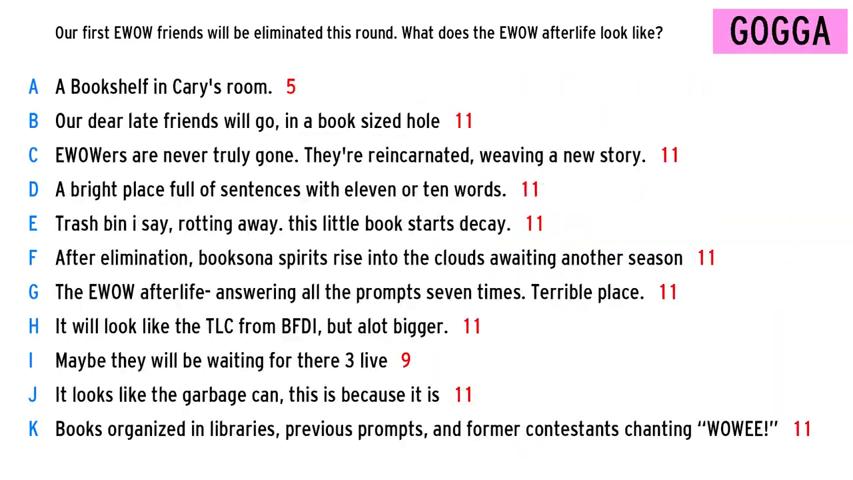 Our first EWOW friends will be eliminated this round. What does the EWOW afterlife look like?
GOGGA
A A Bookshelf in Cary's room. 5
B Our dear late friends will go, in a book sized hole 11
C EWOWers are never truly gone. They're reincarnated, weaving a new story. 11
D A bright place full of sentences with eleven or ten words. 11
E Trash bin i say, rotting away. this little book starts decay. 11
F After elimination, booksona spirits rise into the clouds awaiting another season 11
G The EWOW afterlife- answering all the prompts seven times. Terrible place. 11
H It will look like the TLC from BFDI, but alot bigger. 11
I Maybe they will be waiting for there 3 live 9
J It looks like the garbage can, this is because it is 11
K Books organized in libraries, previous prompts, and former contestants chanting “WOWEE!” 11